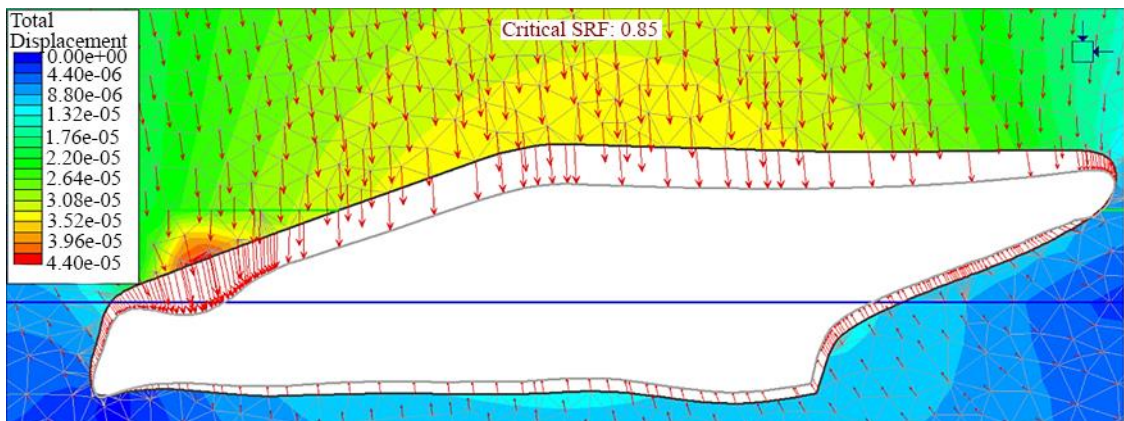 Total
Displacement
0.00e+00
4.40e-06
8.80e-06
1.32e-05
1.76e-05
2.20e-05
2.64e-05
3.08e-05
3.52e-05
3.96e-05
4.40e-05
Critical SRF: 0.85